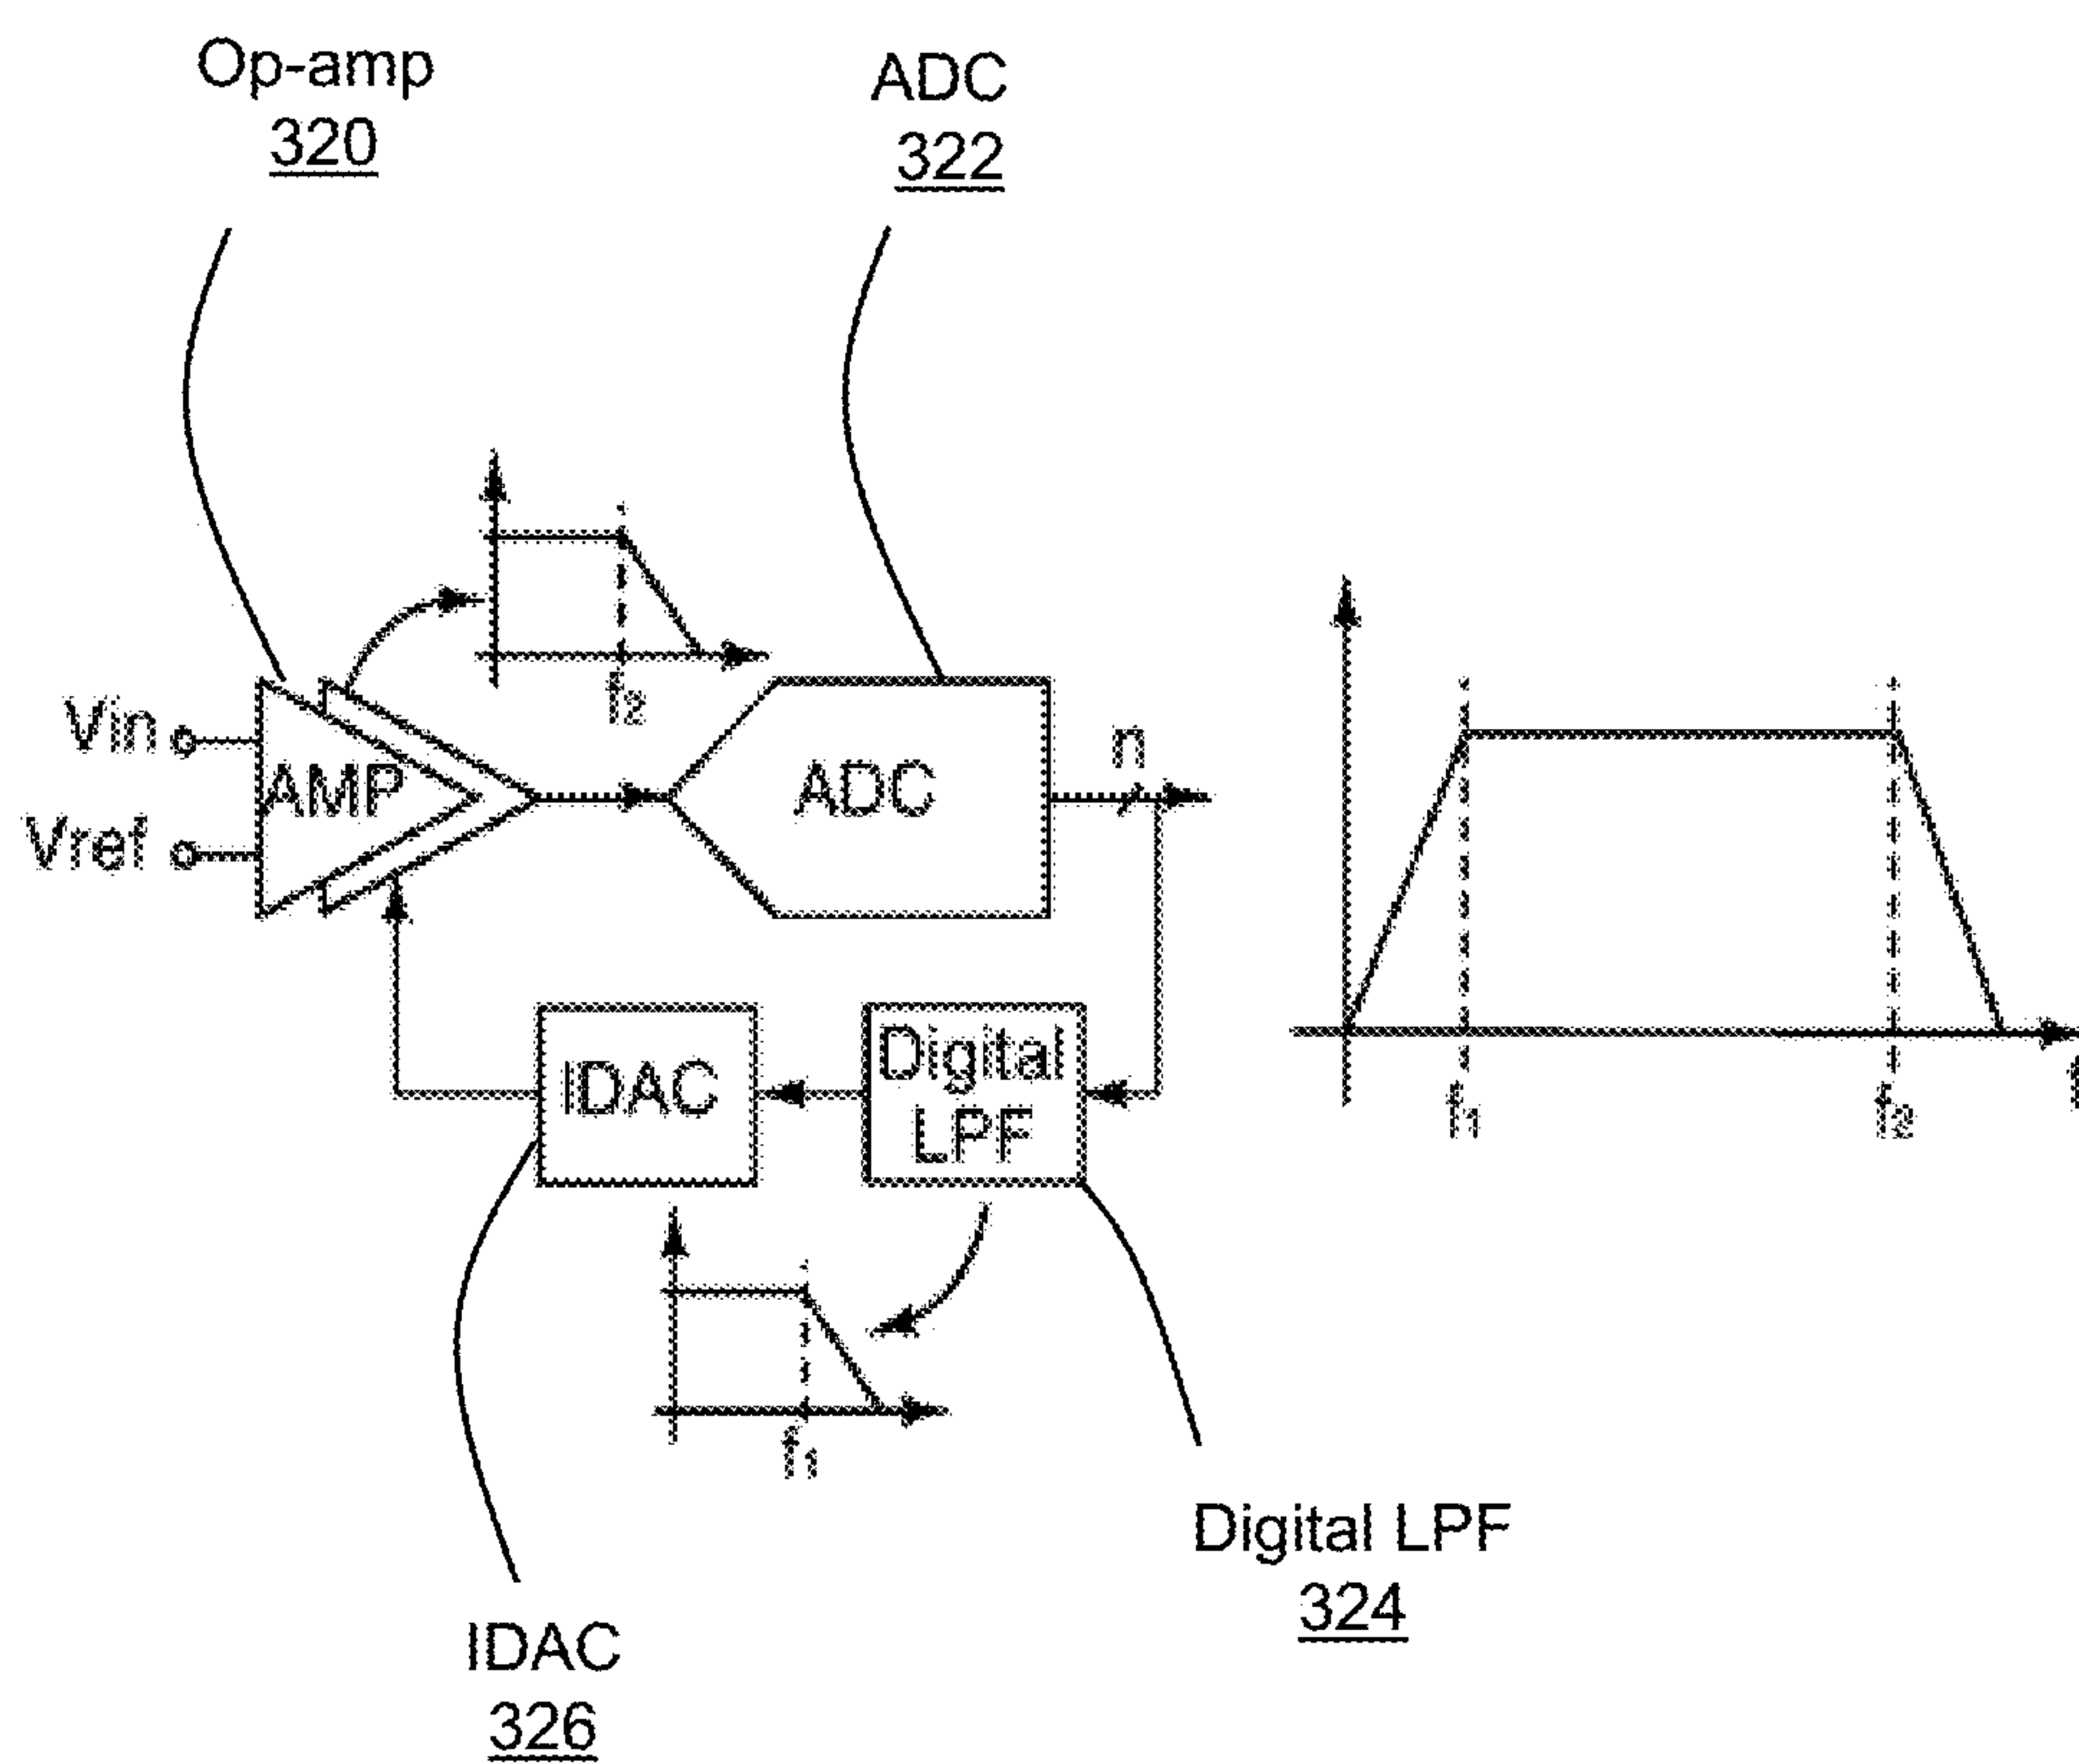 Op-amp
320
ADC
322
f2
Vin
Vref
AMP
ADC
n
IDAC
Digital
LPF
f1
f2
f
f1
Digital LPF
324
IDAC
326